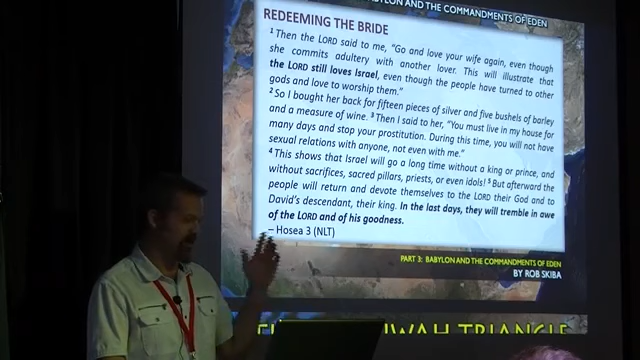 BABYLON AND THE COMMANDMENTS OF EDEN
REDEEMING THE BRIDE
1 Then the LORD said to me, "Go and love your wife again, even though
she commits adultery with another lover. This will illustrate that
the LORD still loves Israel, even though the people have turned to other
gods and love to worship them."
2 So I bought her back for fifteen pieces of silver and five bushels of barley
and a measure of wine. 3 Then I said to her, "You must live in my house for
many days and stop your prostitution. During this time, you will not have
sexual relations with anyone, not even with me."
4 This shows that Israel will go a long time without a king or prince, and
without sacrifices, sacred pillars, priests, or even idols! 5 But afterward the
people will return and devote themselves to the LORD their God and to
David's descendant, their king. In the last days, they will tremble in awe
of the LORD and of his goodness.
– Hosea 3 (NLT)
PART 3: BABYLON AND THE COMMANDMENTS OF EDEN
BY ROB SKIBA
TRIANGLE